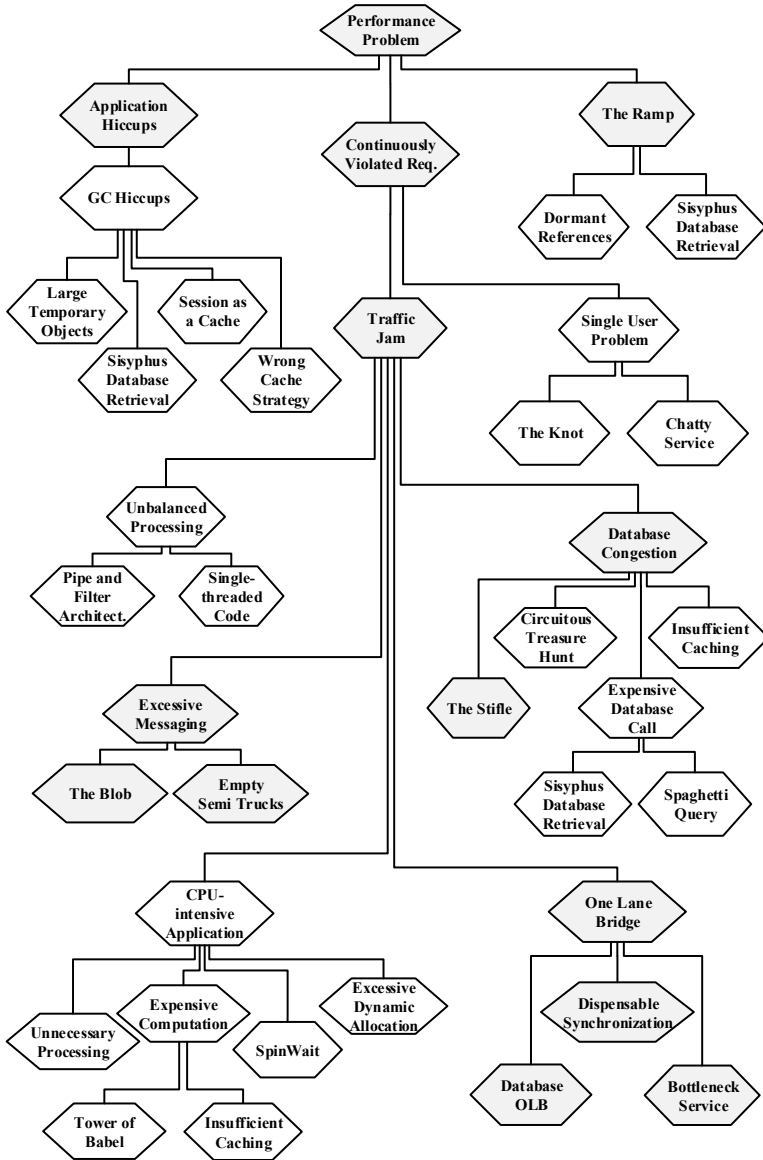 Performance
Problem
Application
Hiccups
The Ramp
Continuously
Violated Req.
GC Hiccups
Dormant
References
Sisyphus
Database
Retrieval
Large
Temporary
Objects
Session as
a Cache
Traffic
Jam
Single User
Problem
Sisyphus
Database
Retrieval
Wrong
Cache
Strategy
The Knot
Chatty
Service
Unbalanced
Processing
Database
Congestion
Pipe and
Filter
Architect.
Single-
threaded
Code
Circuitous
Treasure
Hunt
Insufficient
Caching
Excessive
Messaging
The Stifle
Expensive
Database
Call
The Blob
Empty
Semi Trucks
Sisyphus
Database
Retrieval
Spaghetti
Query
CPU-
intensive
Application
One Lane
Bridge
Unnecessary
Processing
Expensive
Computation
SpinWait
Excessive
Dynamic
Allocation
Dispensable
Synchronization
Database
OLB
Bottleneck
Service
Tower of
Babel
Insufficient
Caching